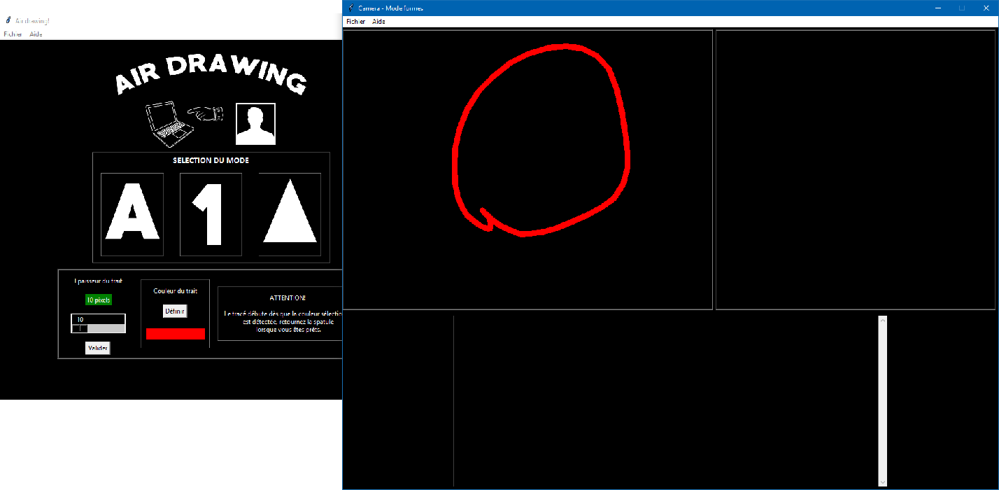 Air drawing!
Fichier Aide
AIR DRAWING
SELECTION DU MODE
A 1
Epaisseur du trait
10 pixels
10
Valider
Couleur du trait
Définir
ATTENTION!
Le tracé débute dès que la couleur sélectio
est détectée, retournez la spatule
lorsque vous êtes prêts.
Camera - Mode formes
Fichier Aide